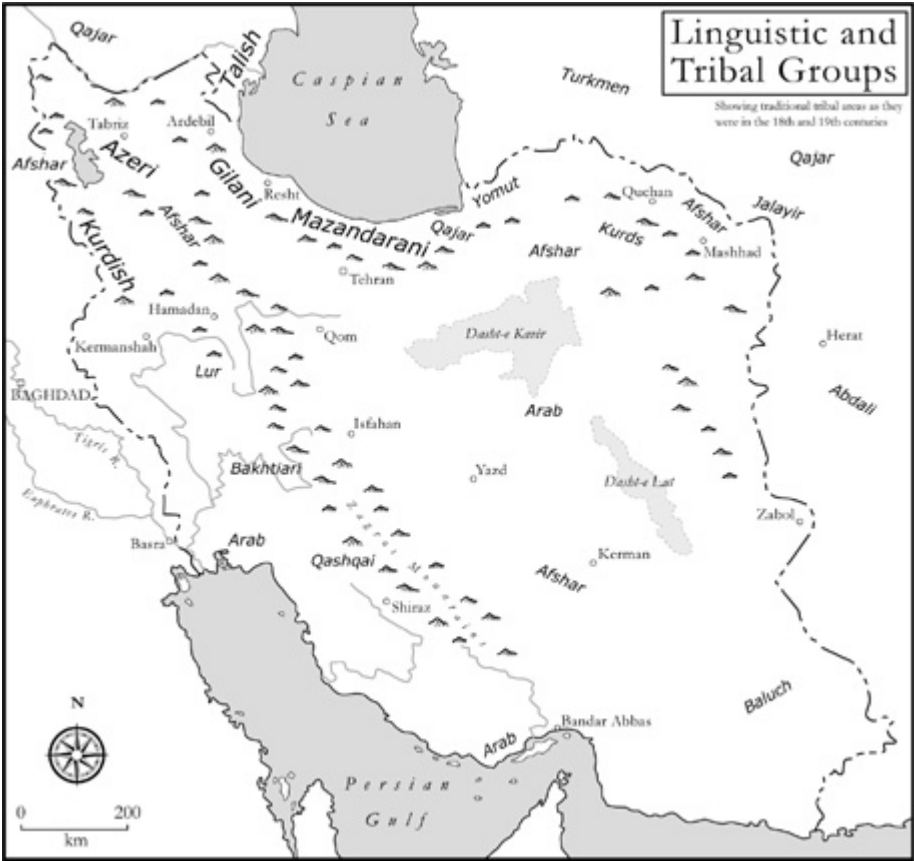 Linguistic and
Tribal Groups
Showing traditional tribal areas as they
were in the 18th and 19th centuries
Qajar
Talish
Caspian
Sea
Turkmen
Tabriz
Ardebil
Azeri
Afshar
Gilani
Resht
Qajar
Yomut
Quchan
Afshar
Jalayir
Afshar
Mazandarani
Qajar
Kurds
Mashhad
Kurdish
Afshar
Tehran
Hamadan
Qom
Dasht-e Kavir
Herat
Kermanshah
Lur
BAGHDAD
Abdali
Arab
Isfahan
Tigris R.
Bakhtiari
Yazd
Dasht-e Lut
Euphrates R.
Zagros Mountains
Zabol
Basra
Arab
Qashqai
Kerman
Afshar
Shiraz
Baluch
N
Bandar Abbas
Arab
Persian
Gulf
0 200
km